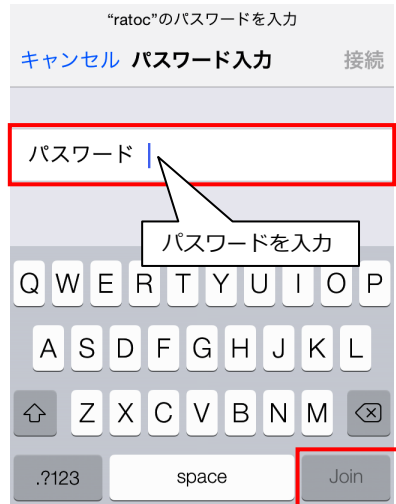 “ratoc”のパスワードを入力
キャンセル パスワード入力 接続
パスワード
パスワードを入力
Q W E R T Y U I O P
A S D F G H J K L
Z X C V B N M
.?123 space Join